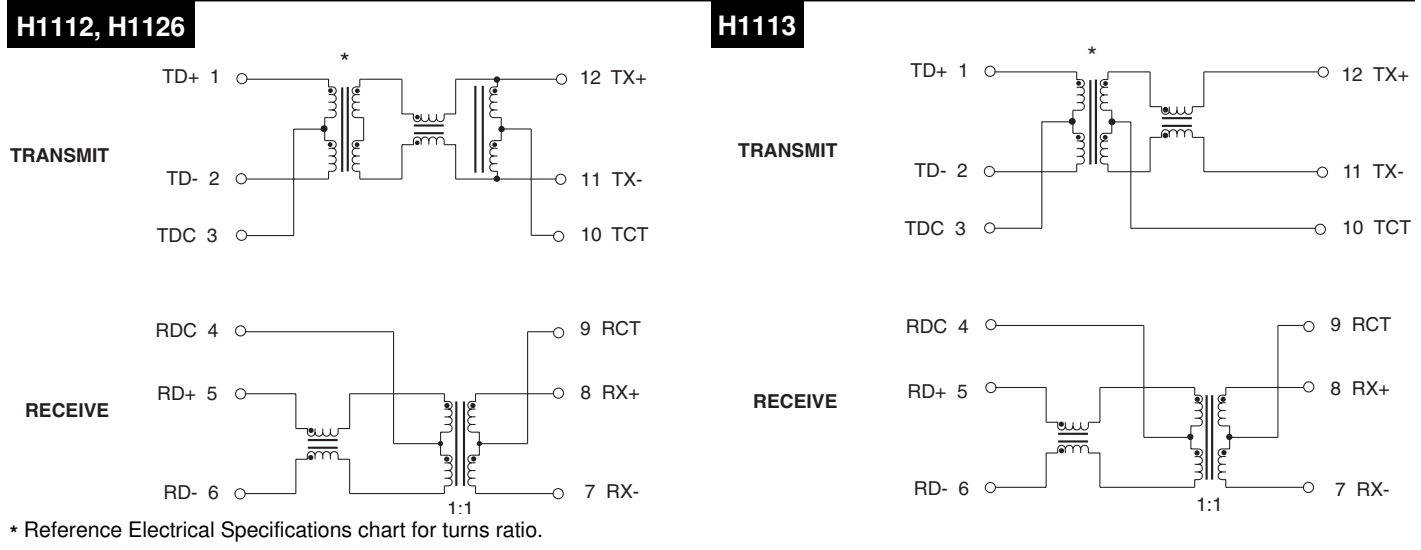 H1112, H1126
*
TD+ 1
12 TX+
TRANSMIT
TD- 2
11 TX-
TDC 3
10 TCT
RDC 4
9 RCT
RD+ 5
8 RX+
RECEIVE
RD- 6
7 RX-
1:1
H1113
*
TD+ 1
12 TX+
TRANSMIT
TD- 2
11 TX-
TDC 3
10 TCT
RDC 4
9 RCT
RD+ 5
8 RX+
RECEIVE
RD- 6
7 RX-
1:1
* Reference Electrical Specifications chart for turns ratio.